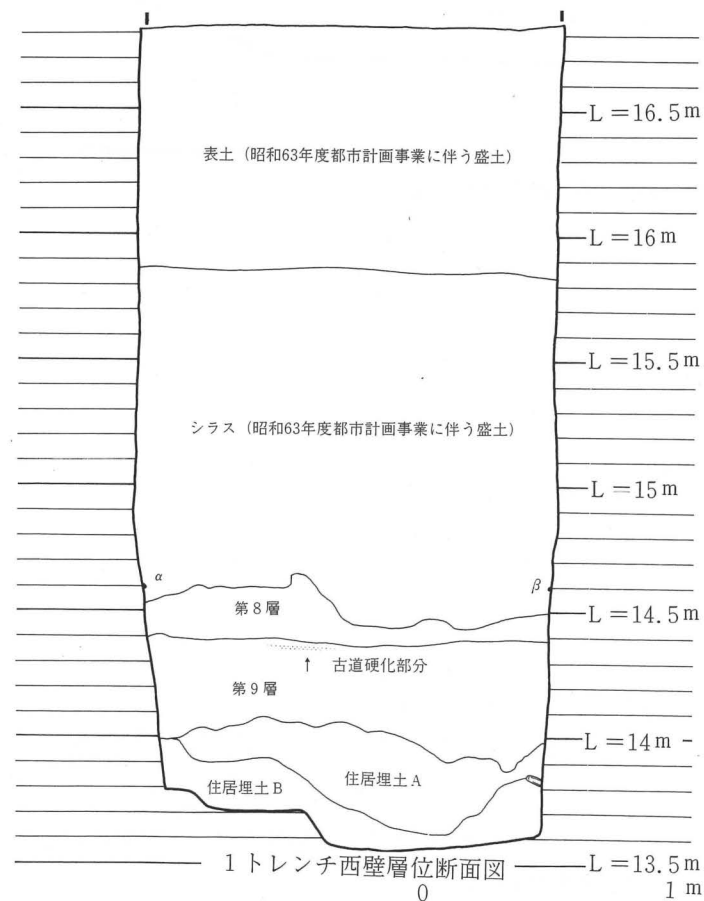 L=16.5m
表土（昭和63年度都市計画事業に伴う盛土）
L=16m
L=15.5m
シラス（昭和63年度都市計画事業に伴う盛土）
L=15m
α
β
第8層
L=14.5m
↑ 古道硬化部分
第9層
L=14m
住居埋土B
住居埋土A
1トレンチ西壁層位断面図
L=13.5m
0 1m